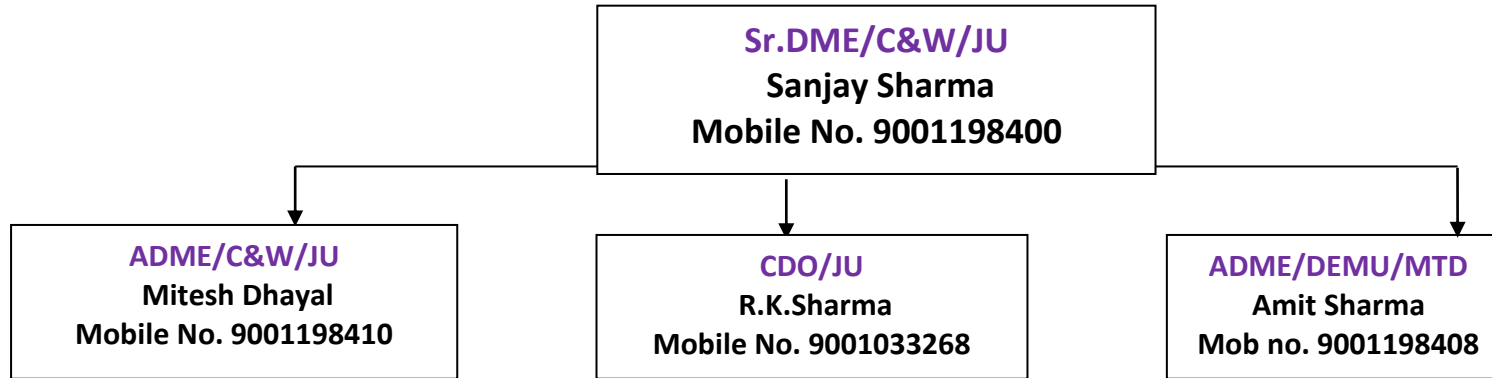 Sr.DME/C&W/JU
Sanjay Sharma
Mobile No. 9001198400
ADME/C&W/JU
Mitesh Dhayal
Mobile No. 9001198410
CDO/JU
R.K.Sharma
Mobile No. 9001033268
ADME/DEMU/MTD
Amit Sharma
Mob no. 9001198408